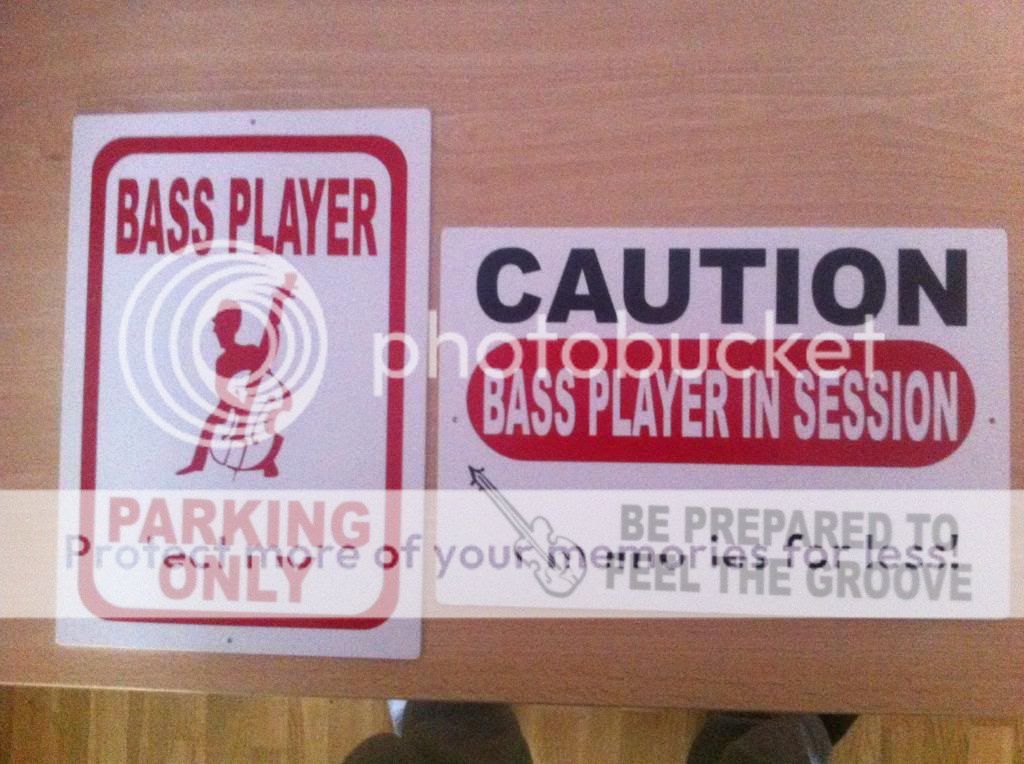 BASS PLAYER
PARKING
ONLY
CAUTION
BASS PLAYER IN SESSION
BE PREPARED TO
FEEL THE GROOVE
photobucket
Protect more of your memories for less!